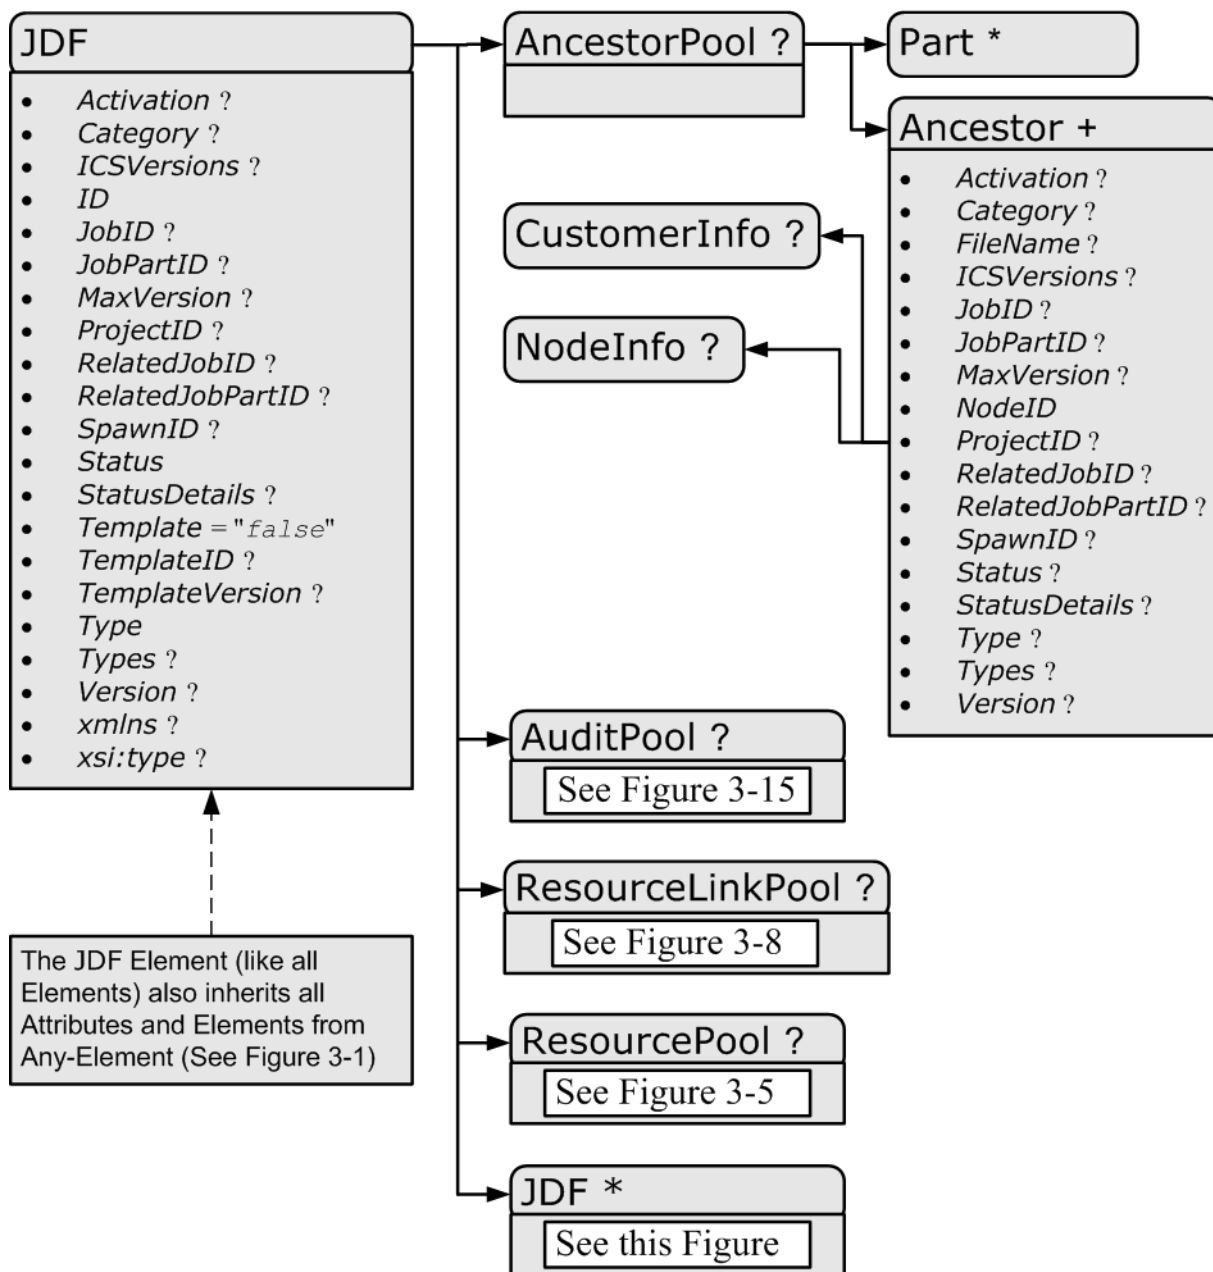 JDF
• Activation ?
• Category ?
• ICSVersions ?
• ID
• JobID ?
• JobPartID ?
• MaxVersion ?
• ProjectID ?
• RelatedJobID ?
• RelatedJobPartID ?
• SpawnID ?
• Status
• StatusDetails ?
• Template = "false"
• TemplateID ?
• TemplateVersion ?
• Type
• Types ?
• Version ?
• xmlns ?
• xsi:type ?
The JDF Element (like all
Elements) also inherits all
Attributes and Elements from
Any-Element (See Figure 3-1)
AncestorPool ?
Part *
Ancestor +
• Activation ?
• Category ?
• FileName ?
• ICSVersions ?
• JobID ?
• JobPartID ?
• MaxVersion ?
• NodeID
• ProjectID ?
• RelatedJobID ?
• RelatedJobPartID ?
• SpawnID ?
• Status ?
• StatusDetails ?
• Type ?
• Types ?
• Version ?
CustomerInfo ?
NodeInfo ?
AuditPool ?
See Figure 3-15
ResourceLinkPool ?
See Figure 3-8
ResourcePool ?
See Figure 3-5
JDF *
See this Figure